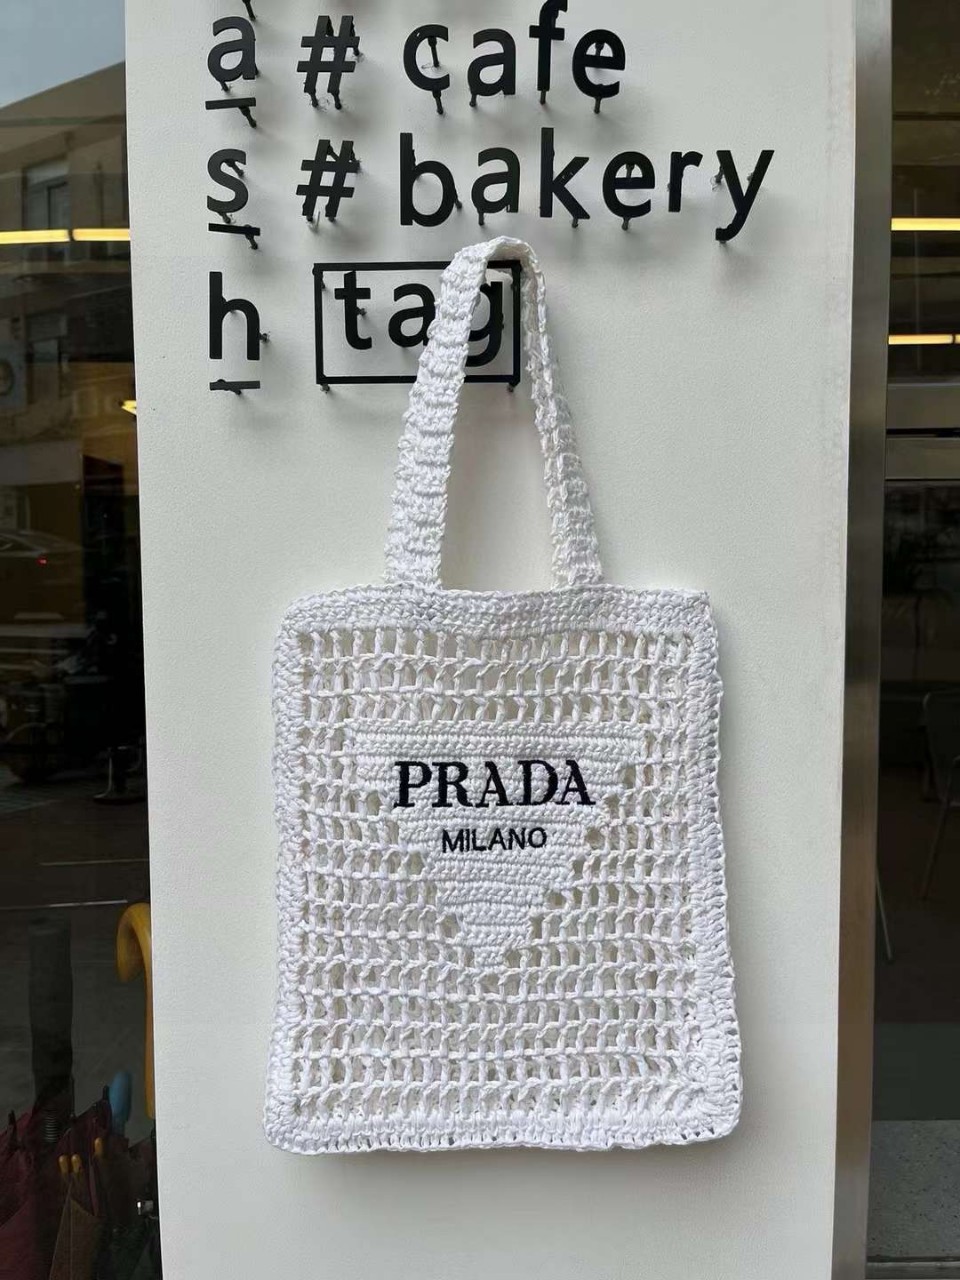 a # cafe
s # bakery
h tag
PRADA
MILANO